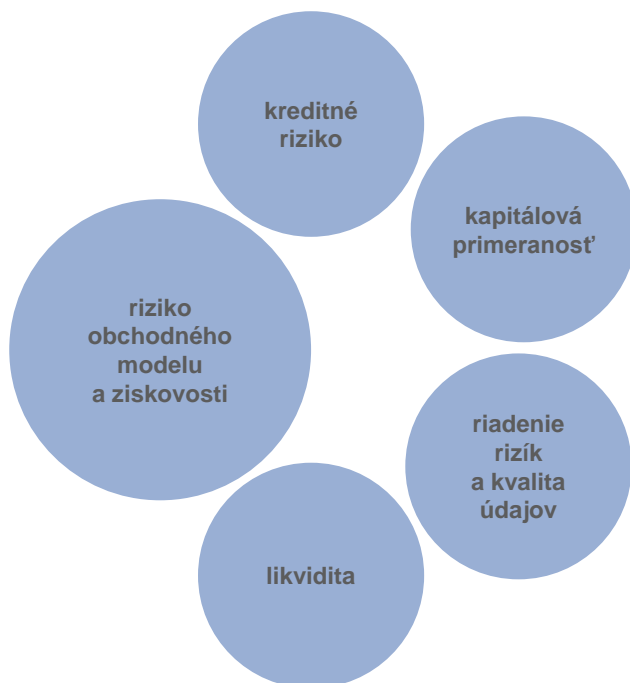 kreditné
riziko
kapitálová
primeranosť
riziko
obchodného
modelu
a ziskovosti
riadenie
rizík
a kvalita
údajov
likvidita